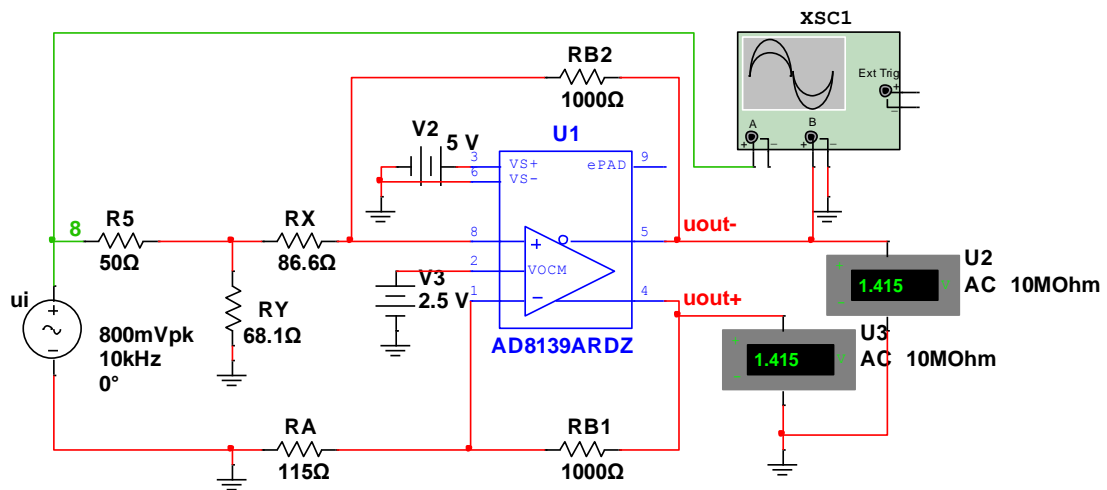 XSC1
Ext Trig
+
−
A
B
+ −
+ −
RB2
1000Ω
V2
5 V
U1
3
VS+
6
VS-
ePAD
9
8
R5
50Ω
RX
86.6Ω
8
+
5
uout-
2
VOCM
V3
2.5 V
1
−
4
uout+
AD8139ARDZ
RY
68.1Ω
ui
+
−
800mVpk
10kHz
0°
RA
115Ω
RB1
1000Ω
U2
+
1.415
V
−
AC 10MOhm
U3
+
1.415
V
−
AC 10MOhm